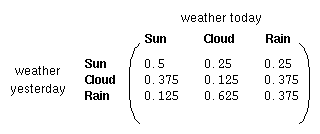 weather today
Sun Cloud Rain
weather yesterday
Sun 0.5 0.25 0.25
Cloud 0.375 0.125 0.375
Rain 0.125 0.625 0.375